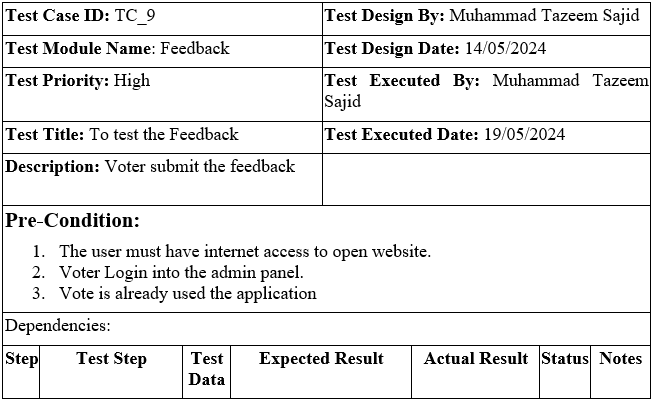 Test Case ID: TC_9
Test Design By: Muhammad Tazeem Sajid
Test Module Name: Feedback
Test Design Date: 14/05/2024
Test Priority: High
Test Executed By: Muhammad Tazeem
Sajid
Test Title: To test the Feedback
Test Executed Date: 19/05/2024
Description: Voter submit the feedback
Pre-Condition:
1. The user must have internet access to open website.
2. Voter Login into the admin panel.
3. Vote is already used the application
Dependencies:
Step
Test Step
Test
Data
Expected Result
Actual Result
Status
Notes